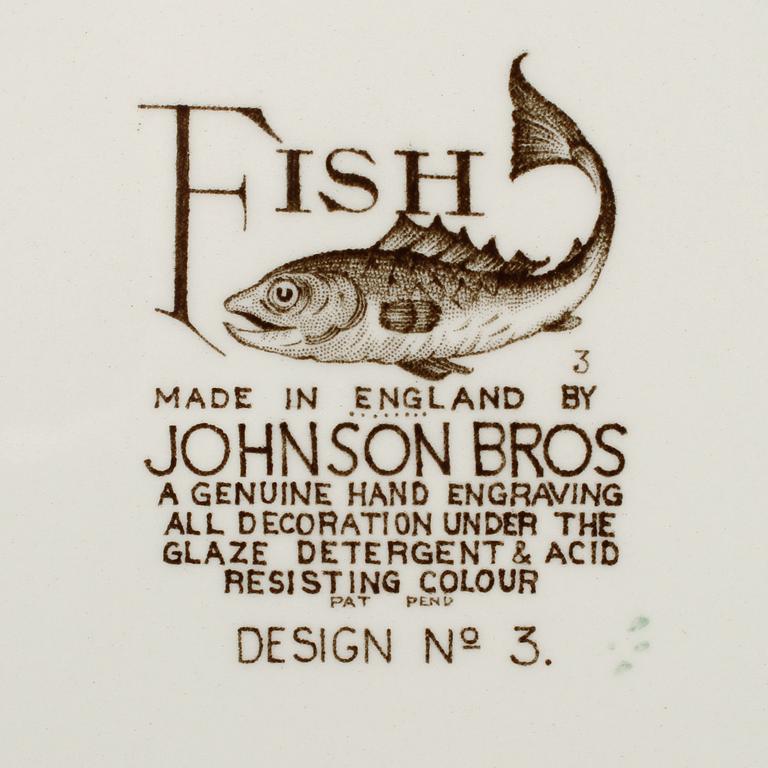 FISH
3
MADE IN ENGLAND BY
JOHNSON BROS
A GENUINE HAND ENGRAVING
ALL DECORATION UNDER THE
GLAZE DETERGENT & ACID
RESISTING COLOUR
PAT PEND
DESIGN Nº 3.